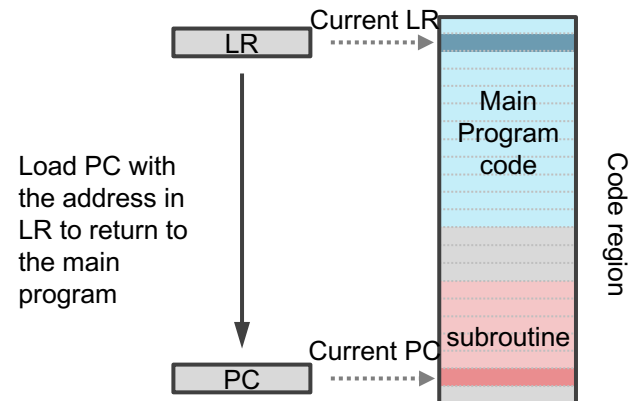 Current LR
LR
Main
Program
code
Load PC with
the address in
LR to return to
the main
program
Code region
subroutine
Current PC
PC